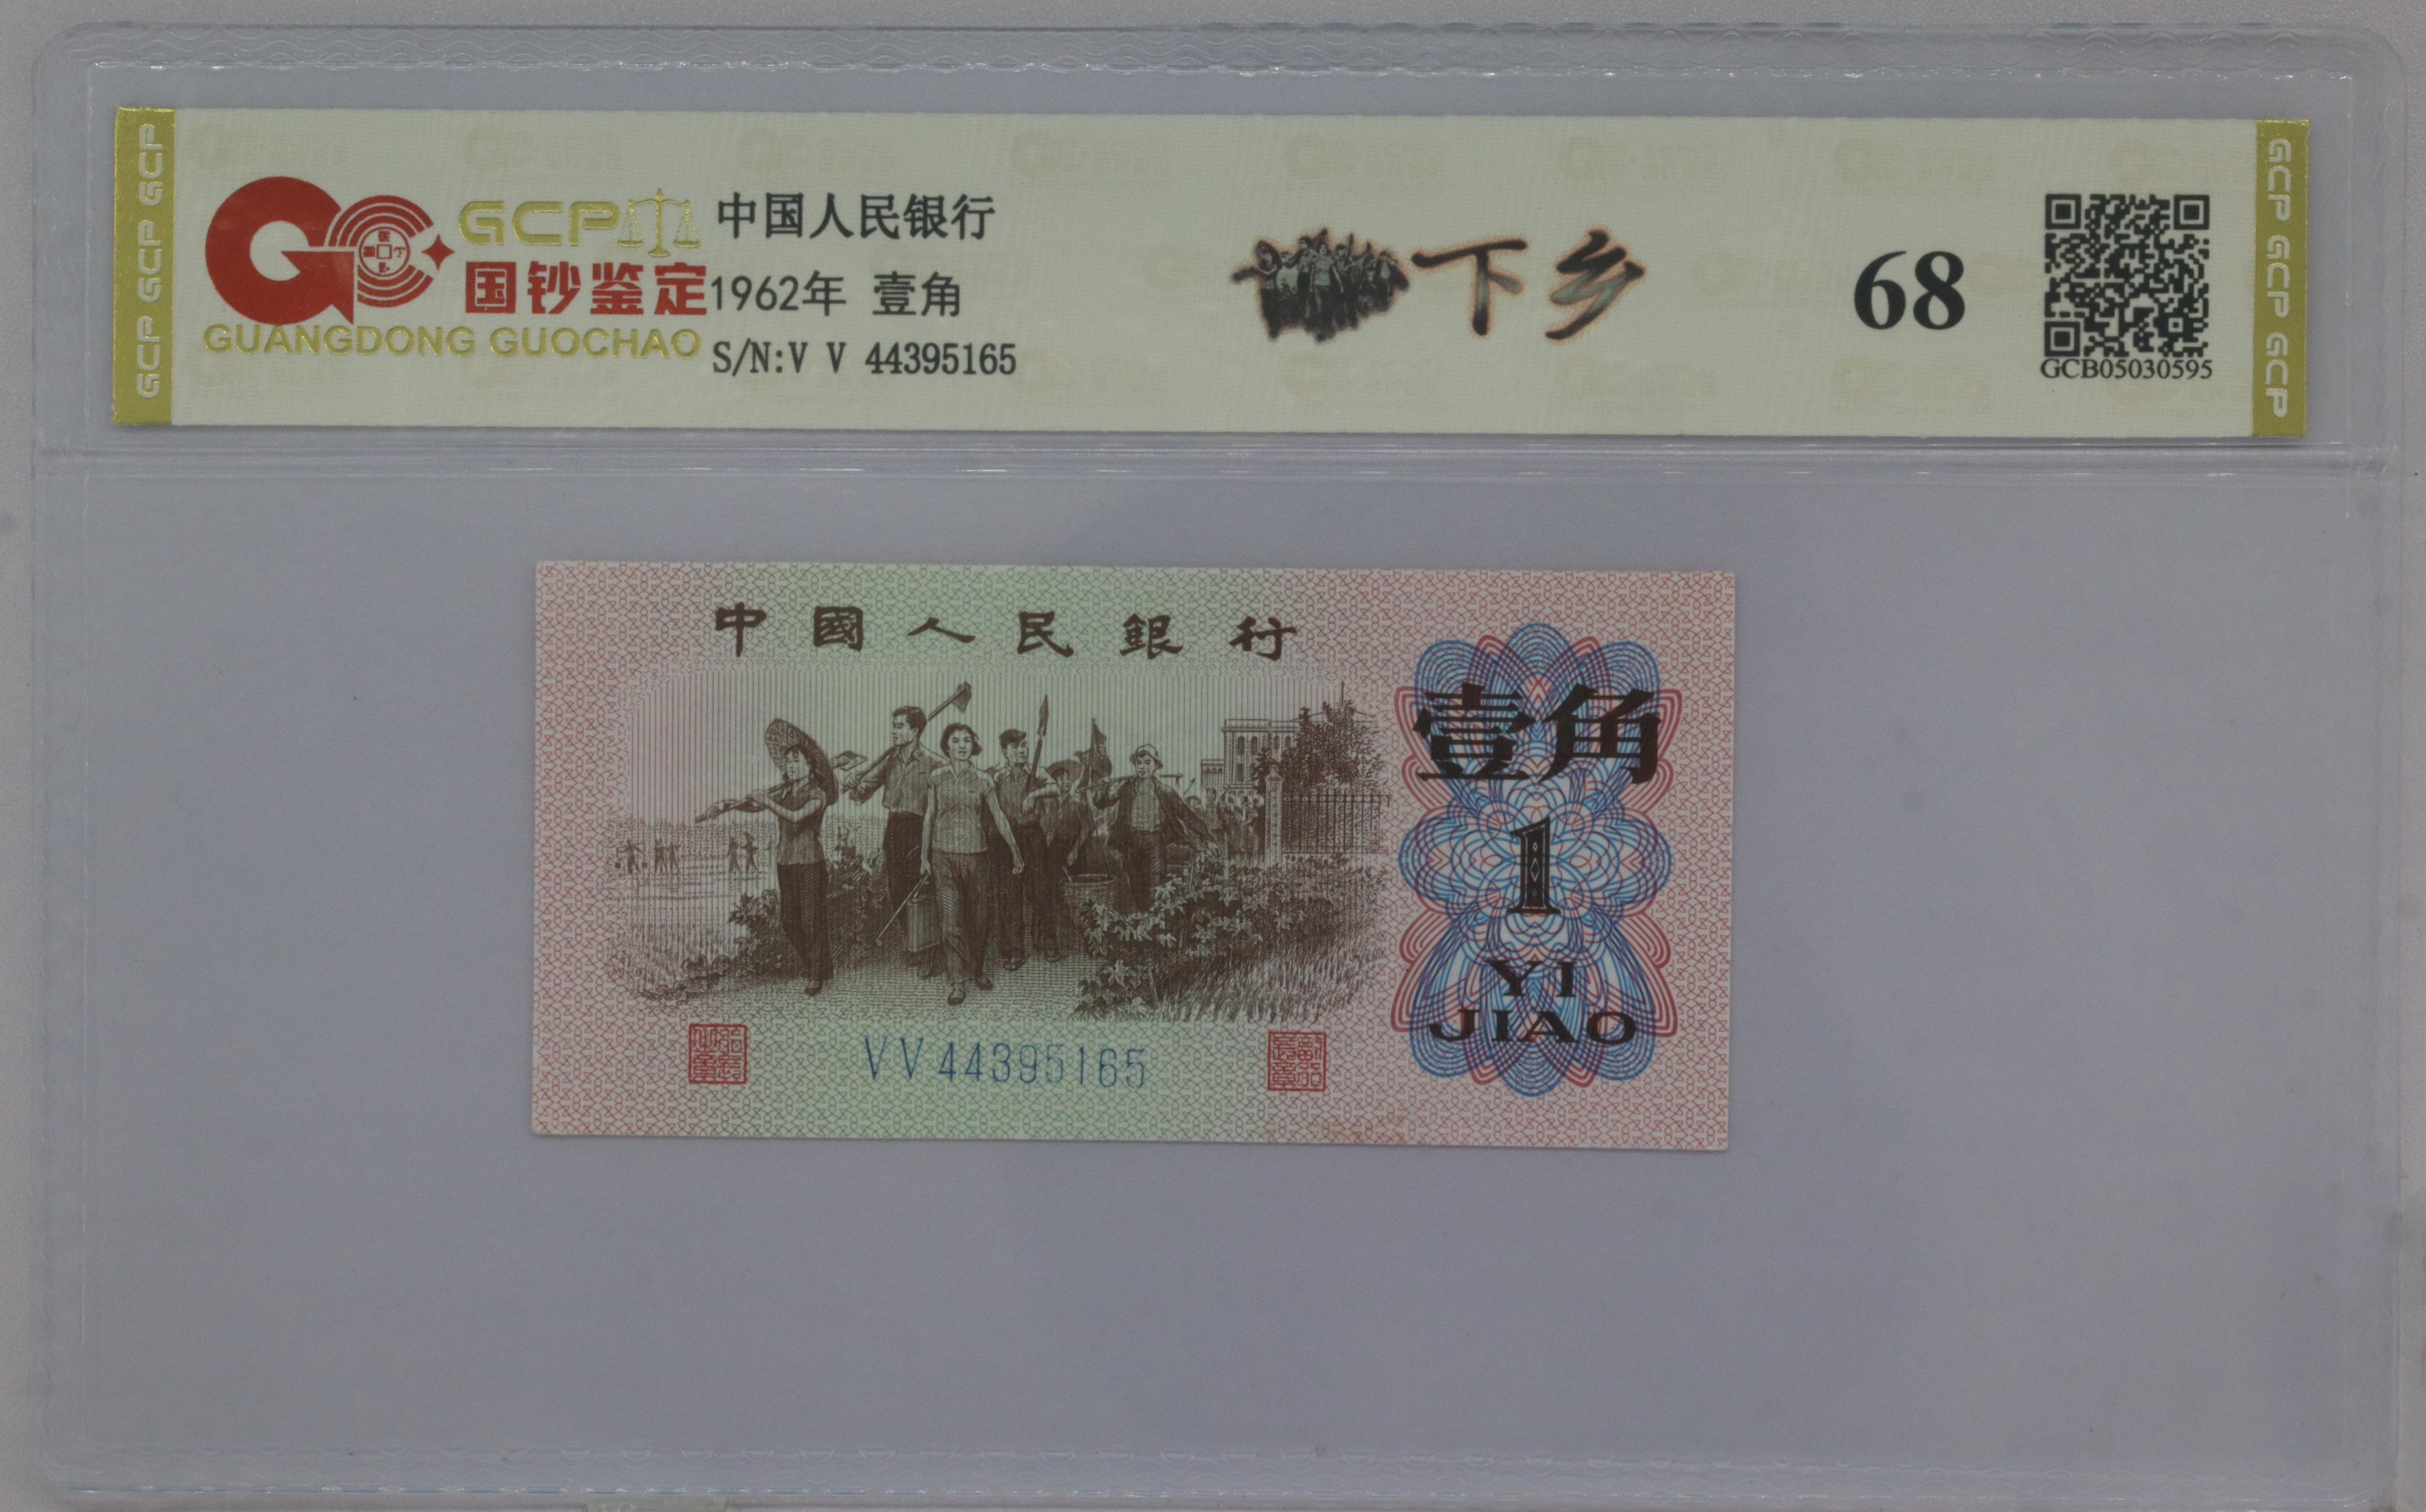 GCP GCP GCP
GCP
国钞鉴定
GUANGDONG GUOCHAO
中国人民银行
1962年 壹角
S/N:V V 44395165
下乡
68
GCB05030595
GCP GCP GCP
中國人民銀行
壹角
1
YI
JIAO
VV44395165